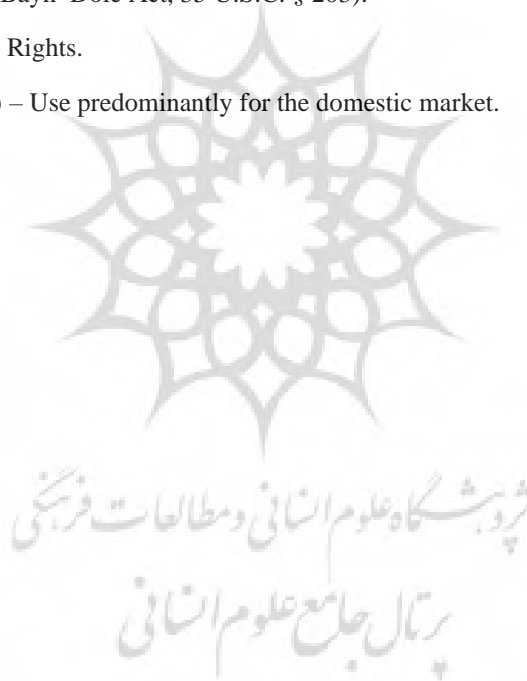 Bayh–Dole Act, 35 U.S.C. § 203).
Rights.
) – Use predominantly for the domestic market.
پژوهشگاه علوم انسانی و مطالعات فرهنگی
پرتال جامع علوم انسانی